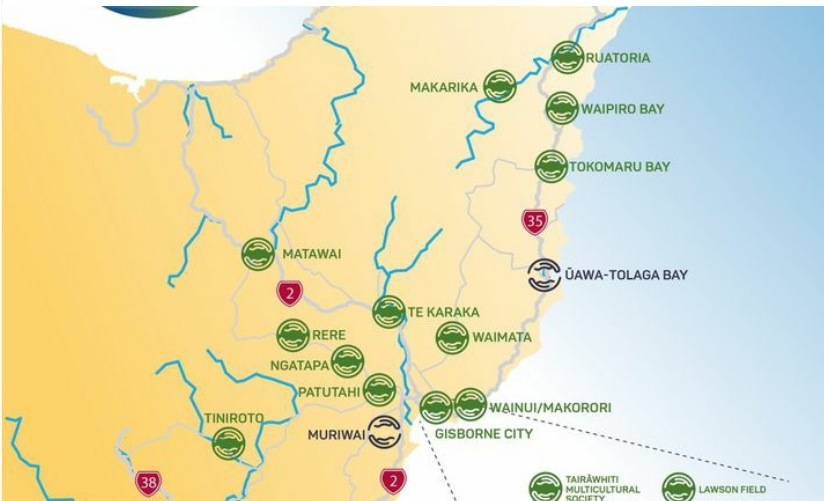 RUATORIA
MAKARIKA
WAIPIRO BAY
TOKOMARU BAY
35
MATAWAI
ŪAWA-TOLAGA BAY
2
TE KARAKA
RERE
WAIMATA
NGATAPA
PATUTAHI
WAINUI/MAKORORI
TINIROTO
MURIWAI
GISBORNE CITY
38
2
TAIRĀWHITI
MULTICULTURAL
SOCIETY
LAWSON FIELD